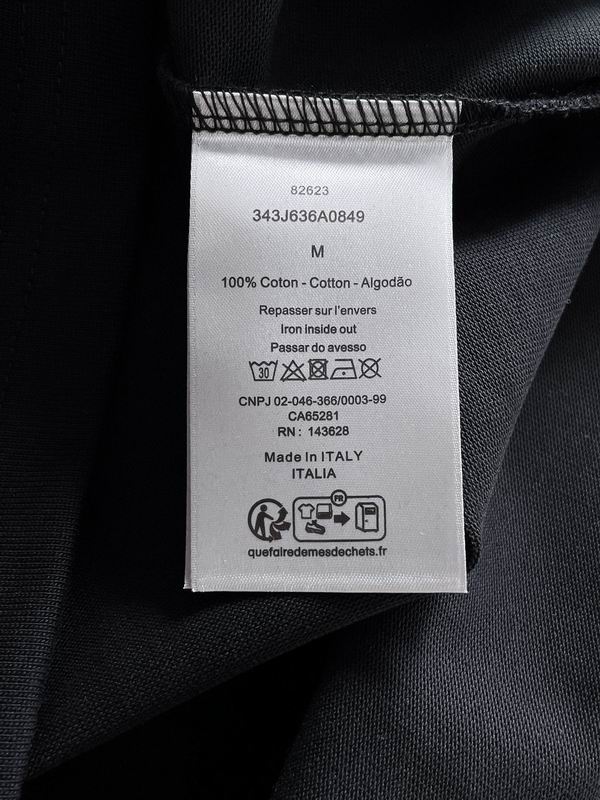 82623
343J636A0849
M
100% Coton - Cotton - Algodão
Repasser sur l'envers
Iron inside out
Passar do avesso
30
CNPJ 02-046-366/0003-99
CA65281
RN : 143628
Made In ITALY
ITALIA
FR
quefairedemesdechets.fr